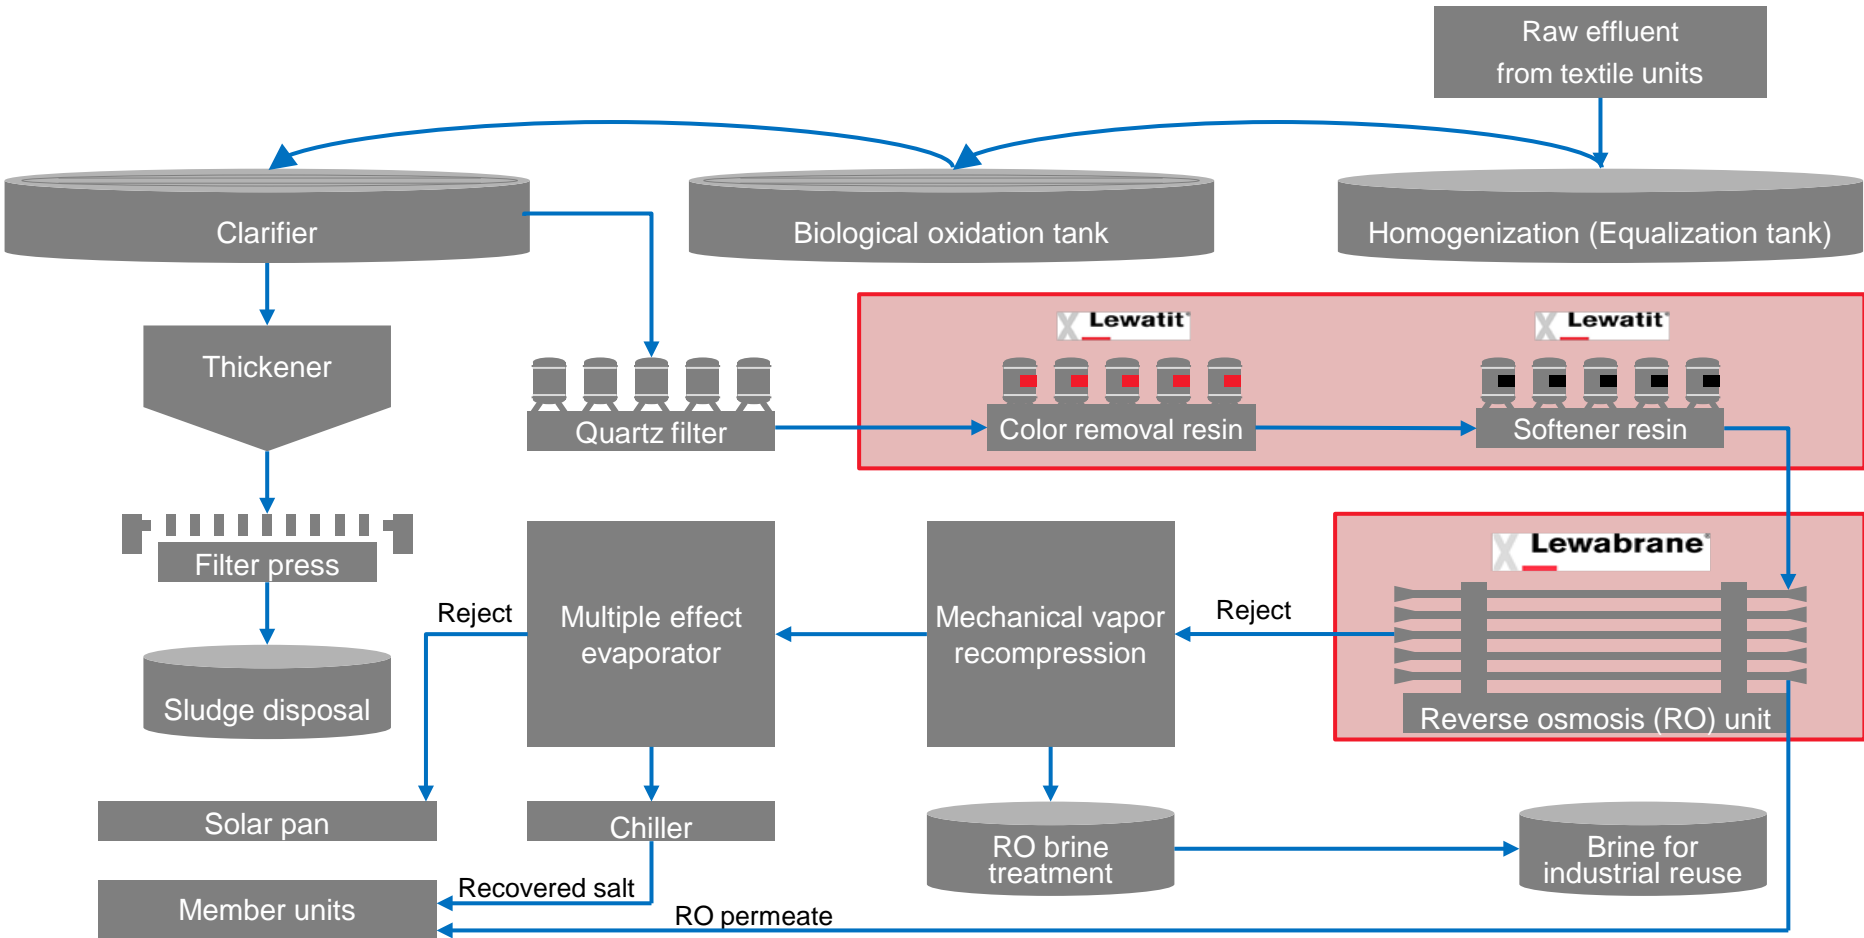 Raw effluent
from textile units
Clarifier
Biological oxidation tank
Homogenization (Equalization tank)
Lewatit®
Lewatit®
Thickener
Quartz filter
Color removal resin
Softener resin
Filter press
Lewabrane®
Reject
Multiple effect
evaporator
Mechanical vapor
recompression
Reject
Sludge disposal
Reverse osmosis (RO) unit
Solar pan
Chiller
RO brine
treatment
Brine for
industrial reuse
Member units
Recovered salt
RO permeate